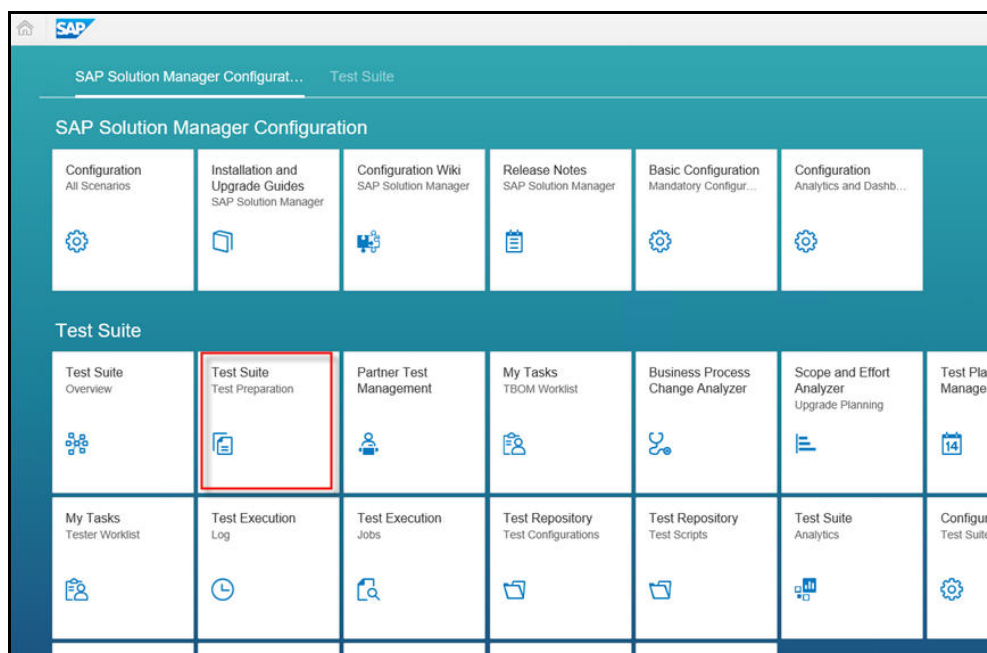 SAP
SAP Solution Manager Configurat... Test Suite
SAP Solution Manager Configuration
Configuration
All Scenarios
Installation and
Upgrade Guides
SAP Solution Manager
Configuration Wiki
SAP Solution Manager
Release Notes
SAP Solution Manager
Basic Configuration
Mandatory Configur...
Configuration
Analytics and Dashb...
Test Suite
Test Suite
Overview
Test Suite
Test Preparation
Partner Test
Management
My Tasks
TBOM Worklist
Business Process
Change Analyzer
Scope and Effort
Analyzer
Upgrade Planning
Test Pla
Manage
14
My Tasks
Tester Worklist
Test Execution
Log
Test Execution
Jobs
Test Repository
Test Configurations
Test Repository
Test Scripts
Test Suite
Analytics
Configur
Test Suite